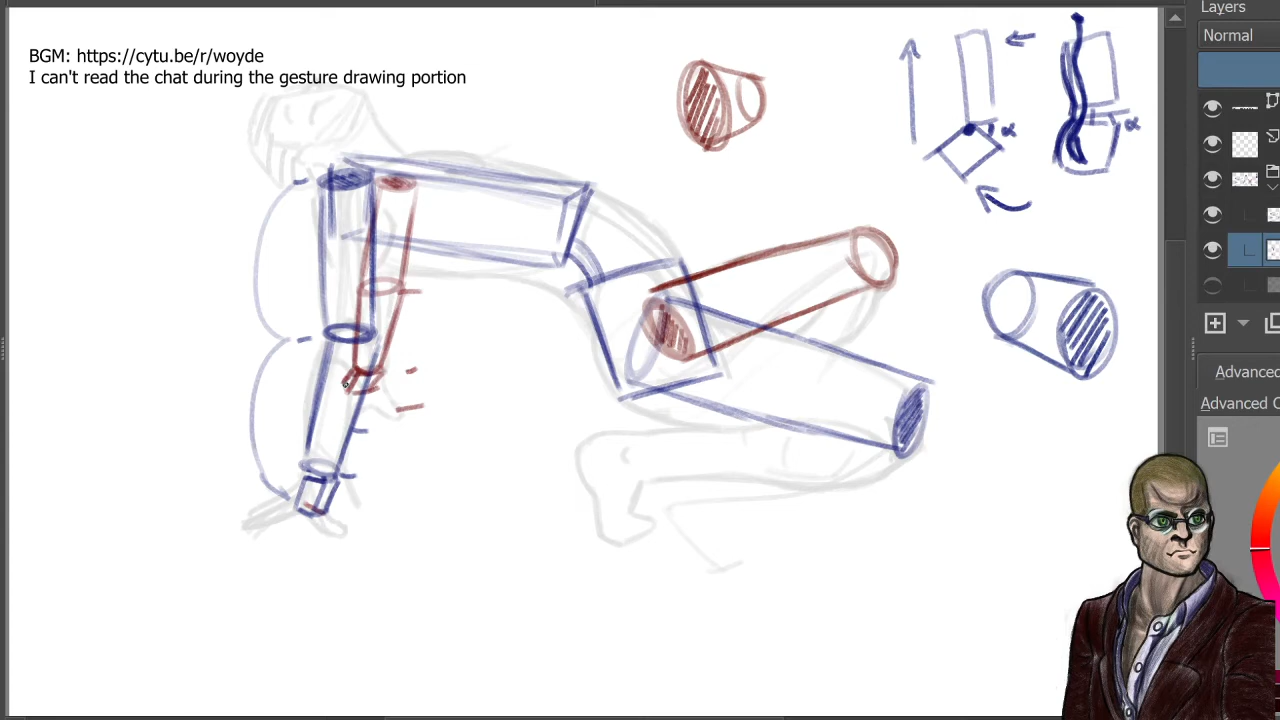 BGM: https://cytu.be/r/woyde
I can't read the chat during the gesture drawing portion
α
α
Layers
Normal
Advanced
Advanced C